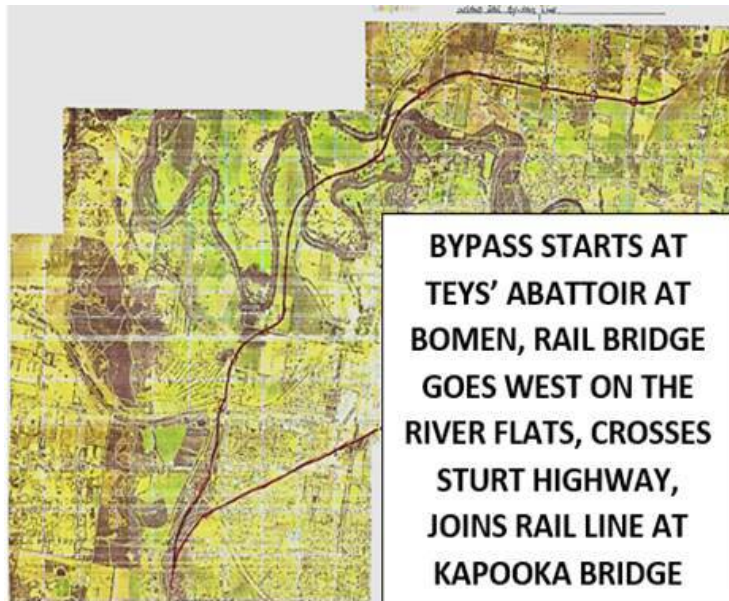 BYPASS STARTS AT
TEYS' ABATTOIR AT
BOMEN, RAIL BRIDGE
GOES WEST ON THE
RIVER FLATS, CROSSES
STURT HIGHWAY,
JOINS RAIL LINE AT
KAPOOKA BRIDGE